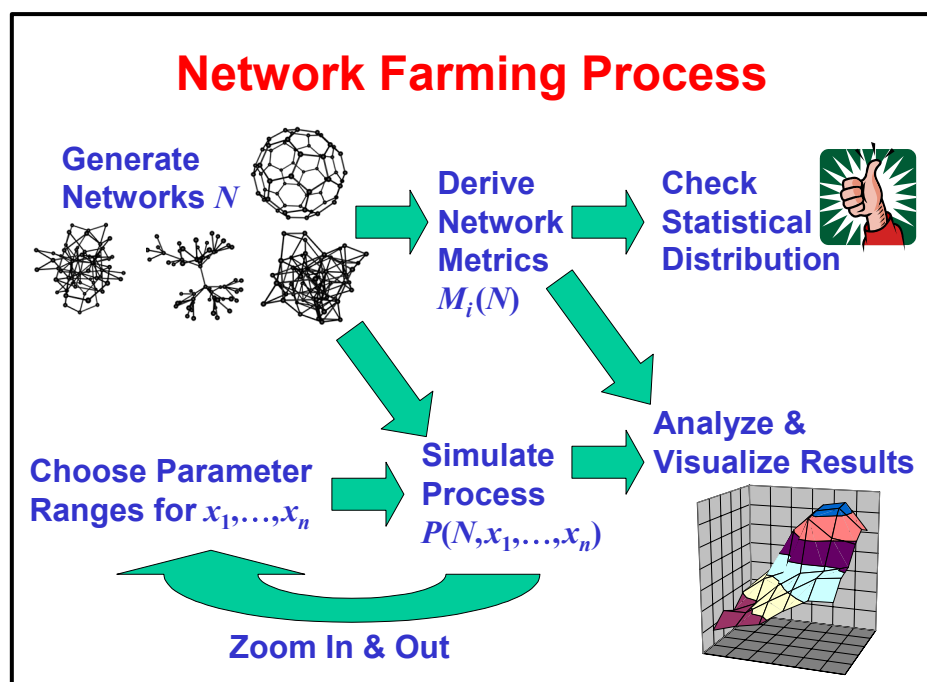 Network Farming Process
Generate
Networks N
Derive
Network
Metrics
Mᵢ(N)
Check
Statistical
Distribution
Choose Parameter
Ranges for x₁,…,xₙ
Simulate
Process
P(N,x₁,…,xₙ)
Analyze &
Visualize Results
Zoom In & Out